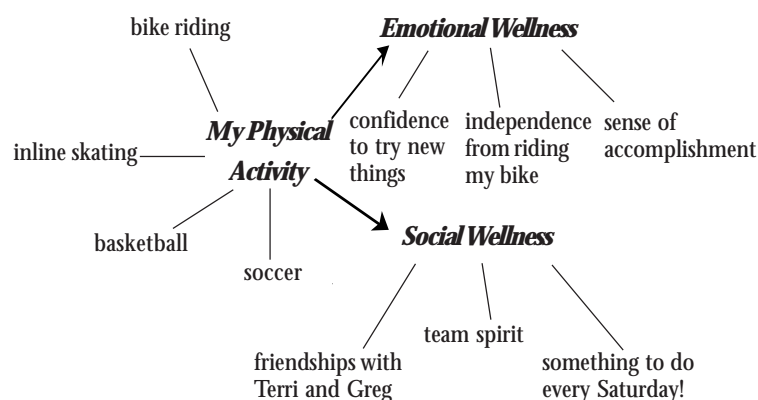 bike riding
Emotional Wellness
My Physical
Activity
confidence
to try new
things
independence
from riding
my bike
sense of
accomplishment
inline skating
basketball
soccer
Social Wellness
friendships with
Terri and Greg
team spirit
something to do
every Saturday!